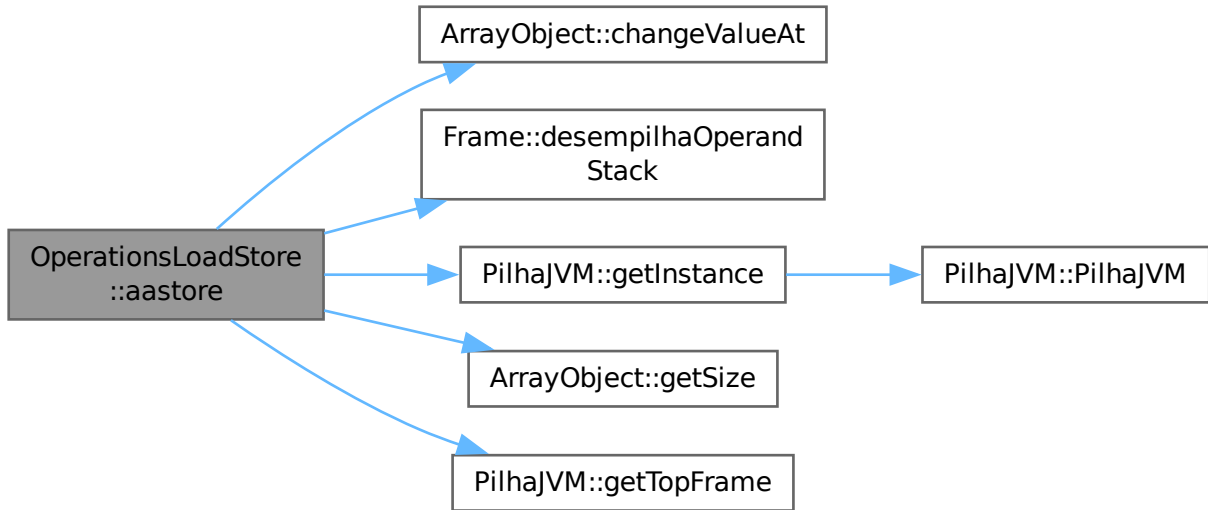 ArrayObject::changeValueAt
Frame::desempilhaOperand
Stack
OperationsLoadStore
::aastore
PilhaJVM::getInstance
PilhaJVM::PilhaJVM
ArrayObject::getSize
PilhaJVM::getTopFrame